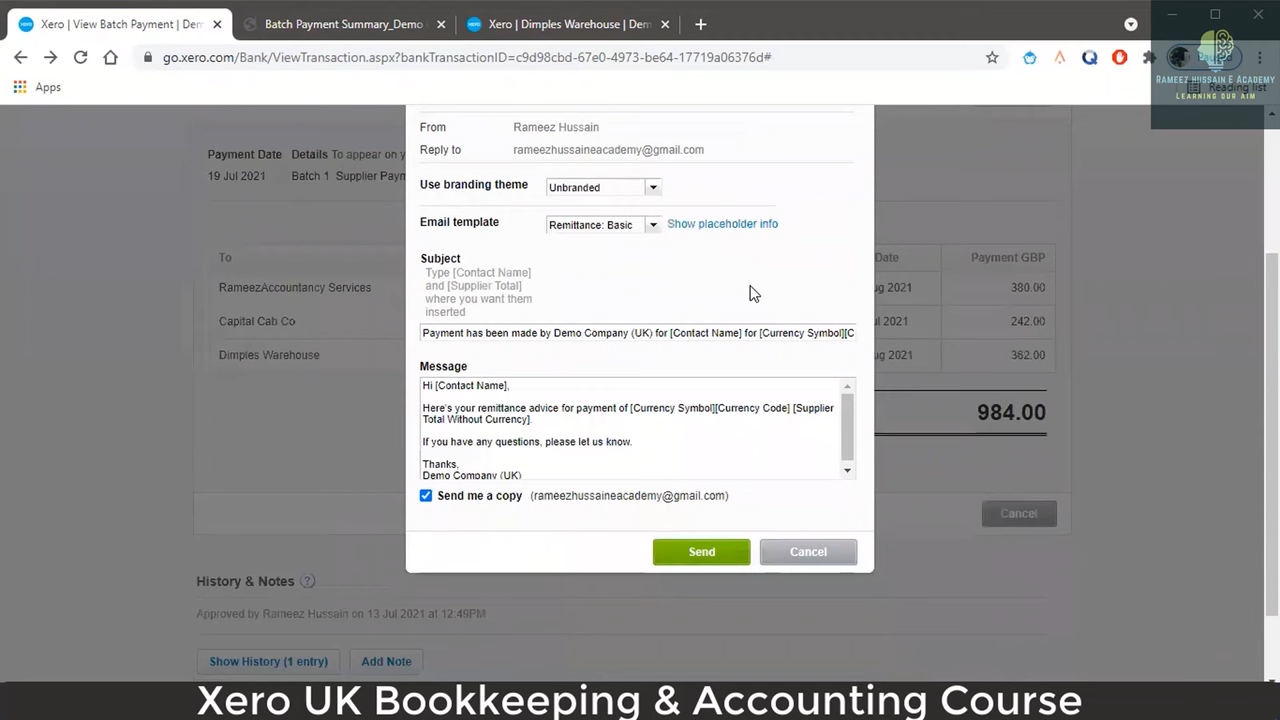 Xero | View Batch Payment | Dem
Batch Payment Summary_Demo
Xero | Dimples Warehouse | Dem
go.xero.com/Bank/ViewTransaction.aspx?bankTransactionID=c9d98cbd-67e0-4973-be64-17719a06376d#
Apps
Reading list
RAMEEZ HUSSAIN E ACADEMY
LEARNING OUR AIM
From Rameez Hussain
Reply to rameezhussaineacademy@gmail.com
Payment Date Details To appear on y
19 Jul 2021 Batch 1 Supplier Paym
Use branding theme Unbranded
Email template Remittance: Basic Show placeholder info
Subject
Type [Contact Name]
and [Supplier Total]
where you want them
inserted
Payment has been made by Demo Company (UK) for [Contact Name] for [Currency Symbol][C
Message
Hi [Contact Name],
Here's your remittance advice for payment of [Currency Symbol][Currency Code] [Supplier
Total Without Currency].
If you have any questions, please let us know.
Thanks,
Demo Company (UK)
Send me a copy (rameezhussaineacademy@gmail.com)
Send Cancel
To Date Payment GBP
RameezAccountancy Services ug 2021 380.00
Capital Cab Co ul 2021 242.00
Dimples Warehouse ug 2021 362.00
984.00
Cancel
History & Notes ?
Approved by Rameez Hussain on 13 Jul 2021 at 12:49PM
Show History (1 entry) Add Note
Xero UK Bookkeeping & Accounting Course